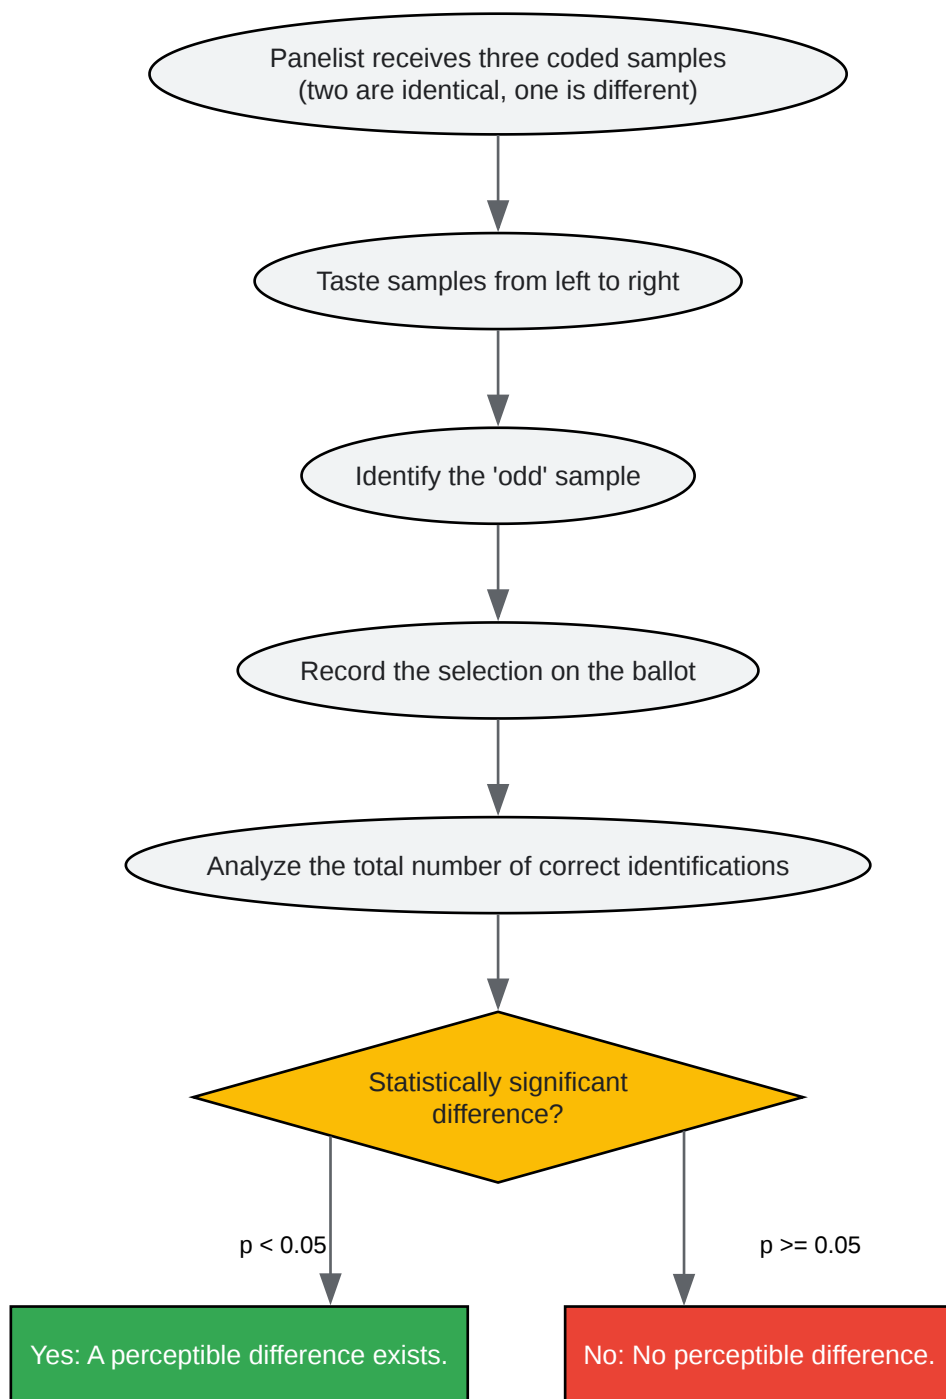 Panelist receives three coded samples
(two are identical, one is different)
Taste samples from left to right
Identify the 'odd' sample
Record the selection on the ballot
Analyze the total number of correct identifications
Statistically significant
difference?
p < 0.05
p >= 0.05
Yes: A perceptible difference exists.
No: No perceptible difference.